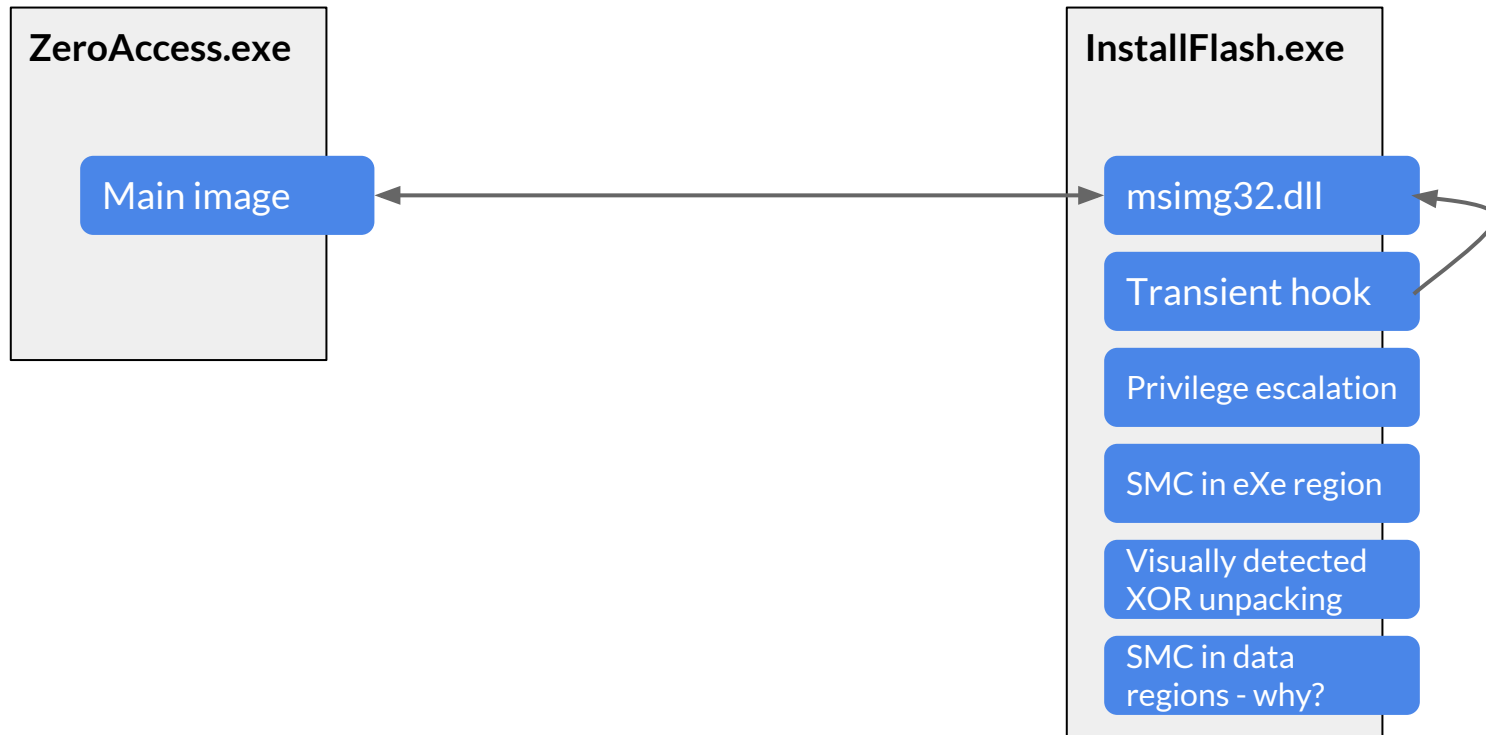 ZeroAccess.exe
Main image
InstallFlash.exe
msimg32.dll
Transient hook
Privilege escalation
SMC in eXe region
Visually detected
XOR unpacking
SMC in data
regions - why?